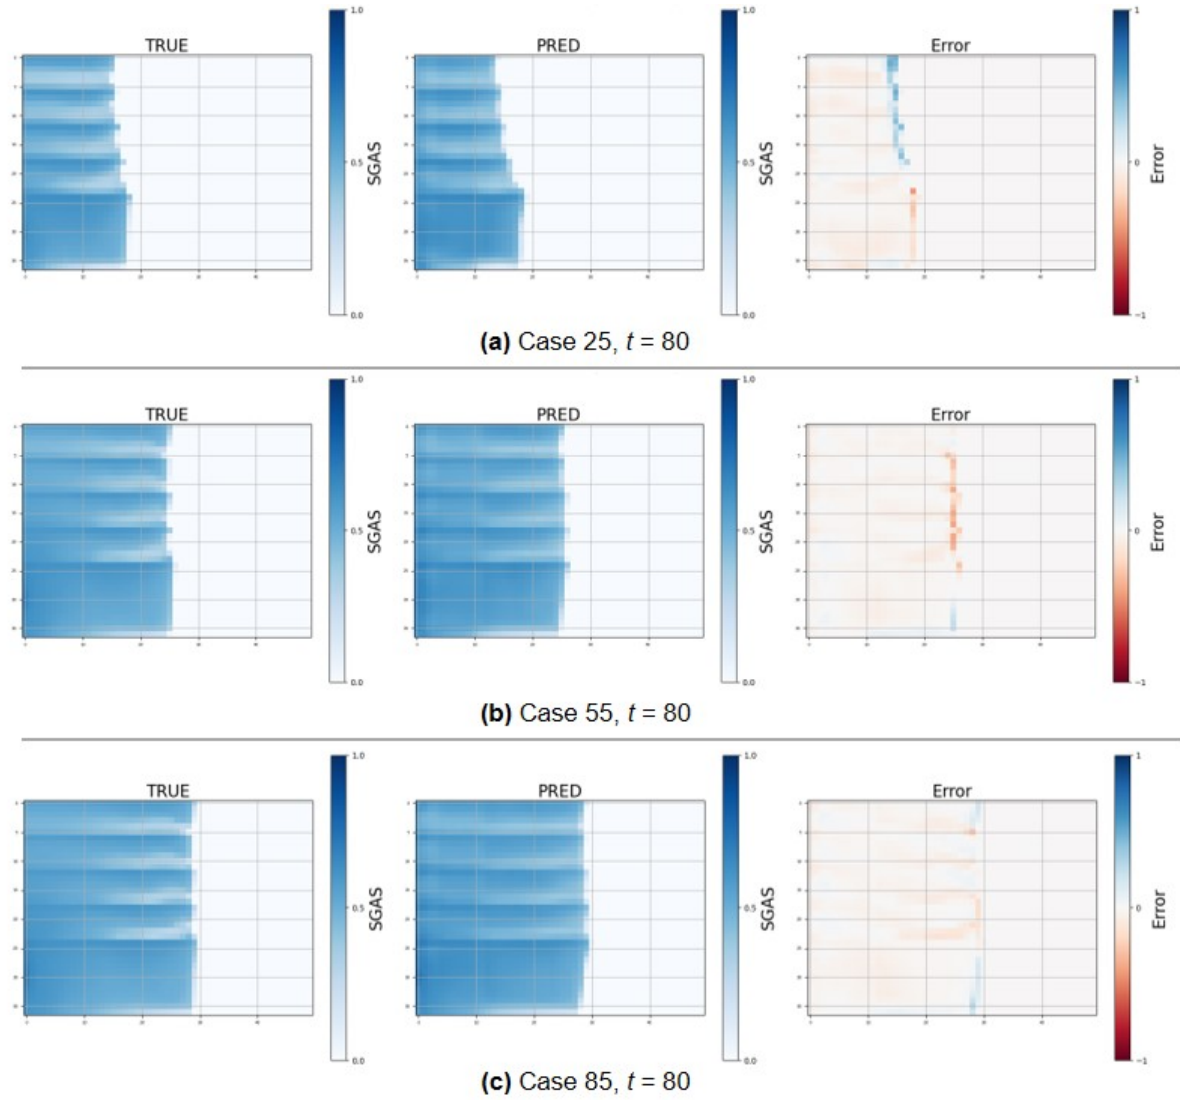 TRUE
PRED
Error
1.0
0.5
0.0
SGAS
1.0
0.5
0.0
SGAS
1
0
−1
Error
(a) Case 25, t = 80
TRUE
PRED
Error
1.0
0.5
0.0
SGAS
1.0
0.5
0.0
SGAS
1
0
−1
Error
(b) Case 55, t = 80
TRUE
PRED
Error
1.0
0.5
0.0
SGAS
1.0
0.5
0.0
SGAS
1
0
−1
Error
(c) Case 85, t = 80